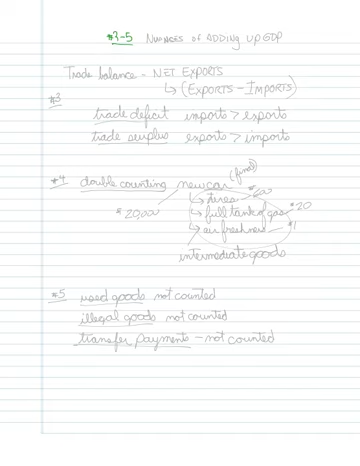 #3-5 NUANCES OF ADDING UP GDP
Trade balance - NET EXPORTS
↳ (EXPORTS - IMPORTS)
#3
trade deficit imports > exports
trade surplus exports > imports
#4 double counting new car (final)
↳ tires
$20,000 ↳ full tank of gas $20
↳ air freshner $1
intermediate goods
#5 used goods not counted
illegal goods not counted
transfer payments - not counted